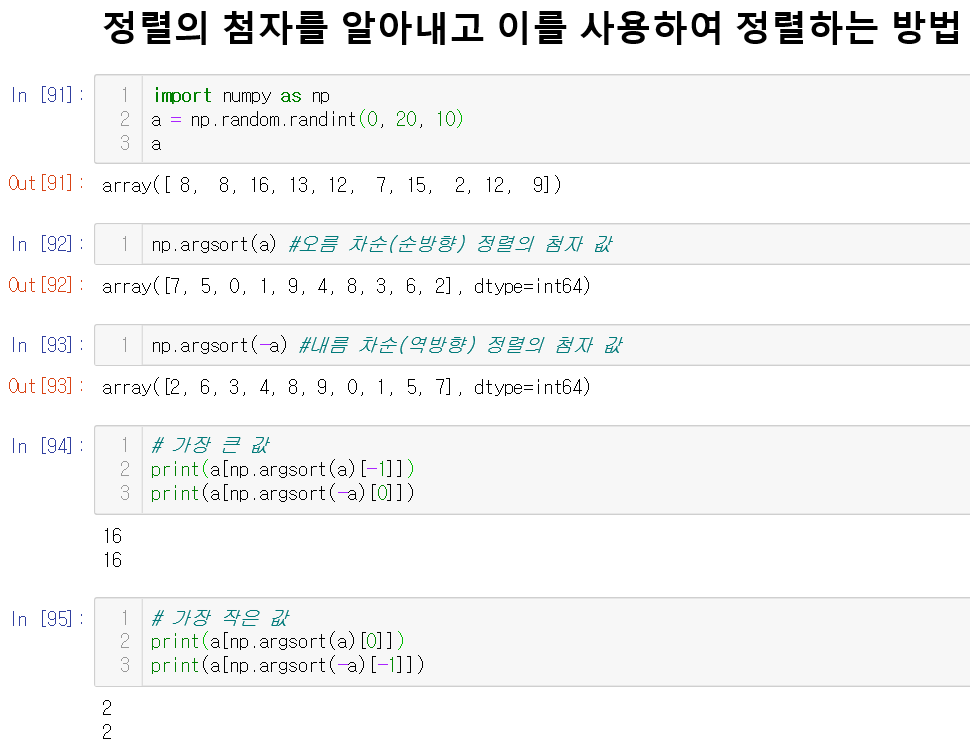 정렬의 첨자를 알아내고 이를 사용하여 정렬하는 방법
In [91]:
1 import numpy as np
2 a = np.random.randint(0, 20, 10)
3 a
Out[91]: array([ 8,  8, 16, 13, 12,  7, 15,  2, 12,  9])
In [92]:
1 np.argsort(a) #오름 차순(순방향) 정렬의 첨자 값
Out[92]: array([7, 5, 0, 1, 9, 4, 8, 3, 6, 2], dtype=int64)
In [93]:
1 np.argsort(-a) #내름 차순(역방향) 정렬의 첨자 값
Out[93]: array([2, 6, 3, 4, 8, 9, 0, 1, 5, 7], dtype=int64)
In [94]:
1 # 가장 큰 값
2 print(a[np.argsort(a)[-1]])
3 print(a[np.argsort(-a)[0]])
16
16
In [95]:
1 # 가장 작은 값
2 print(a[np.argsort(a)[0]])
3 print(a[np.argsort(-a)[-1]])
2
2